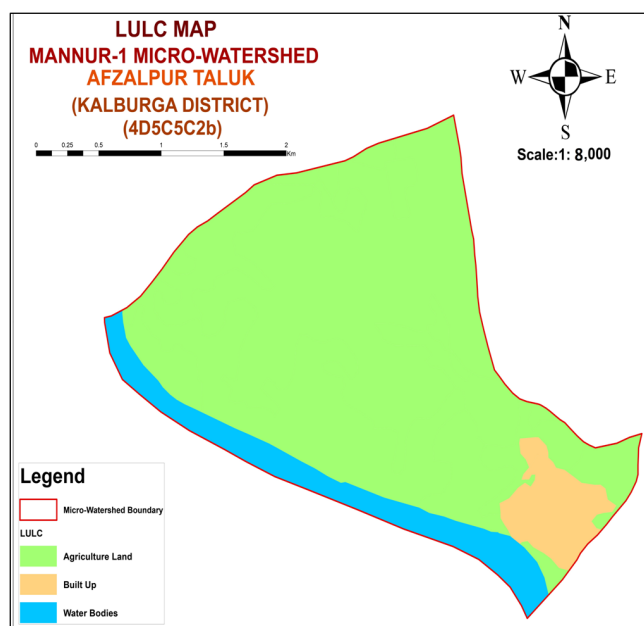 LULC MAP
MANNUR-1 MICRO-WATERSHED
AFZALPUR TALUK
(KALBURGA DISTRICT)
(4D5C5C2b)
0 0.25 0.5 1 1.5 2
Km
N
W E
S
Scale:1: 8,000
Legend
Micro-Watershed Boundary
LULC
Agriculture Land
Built Up
Water Bodies